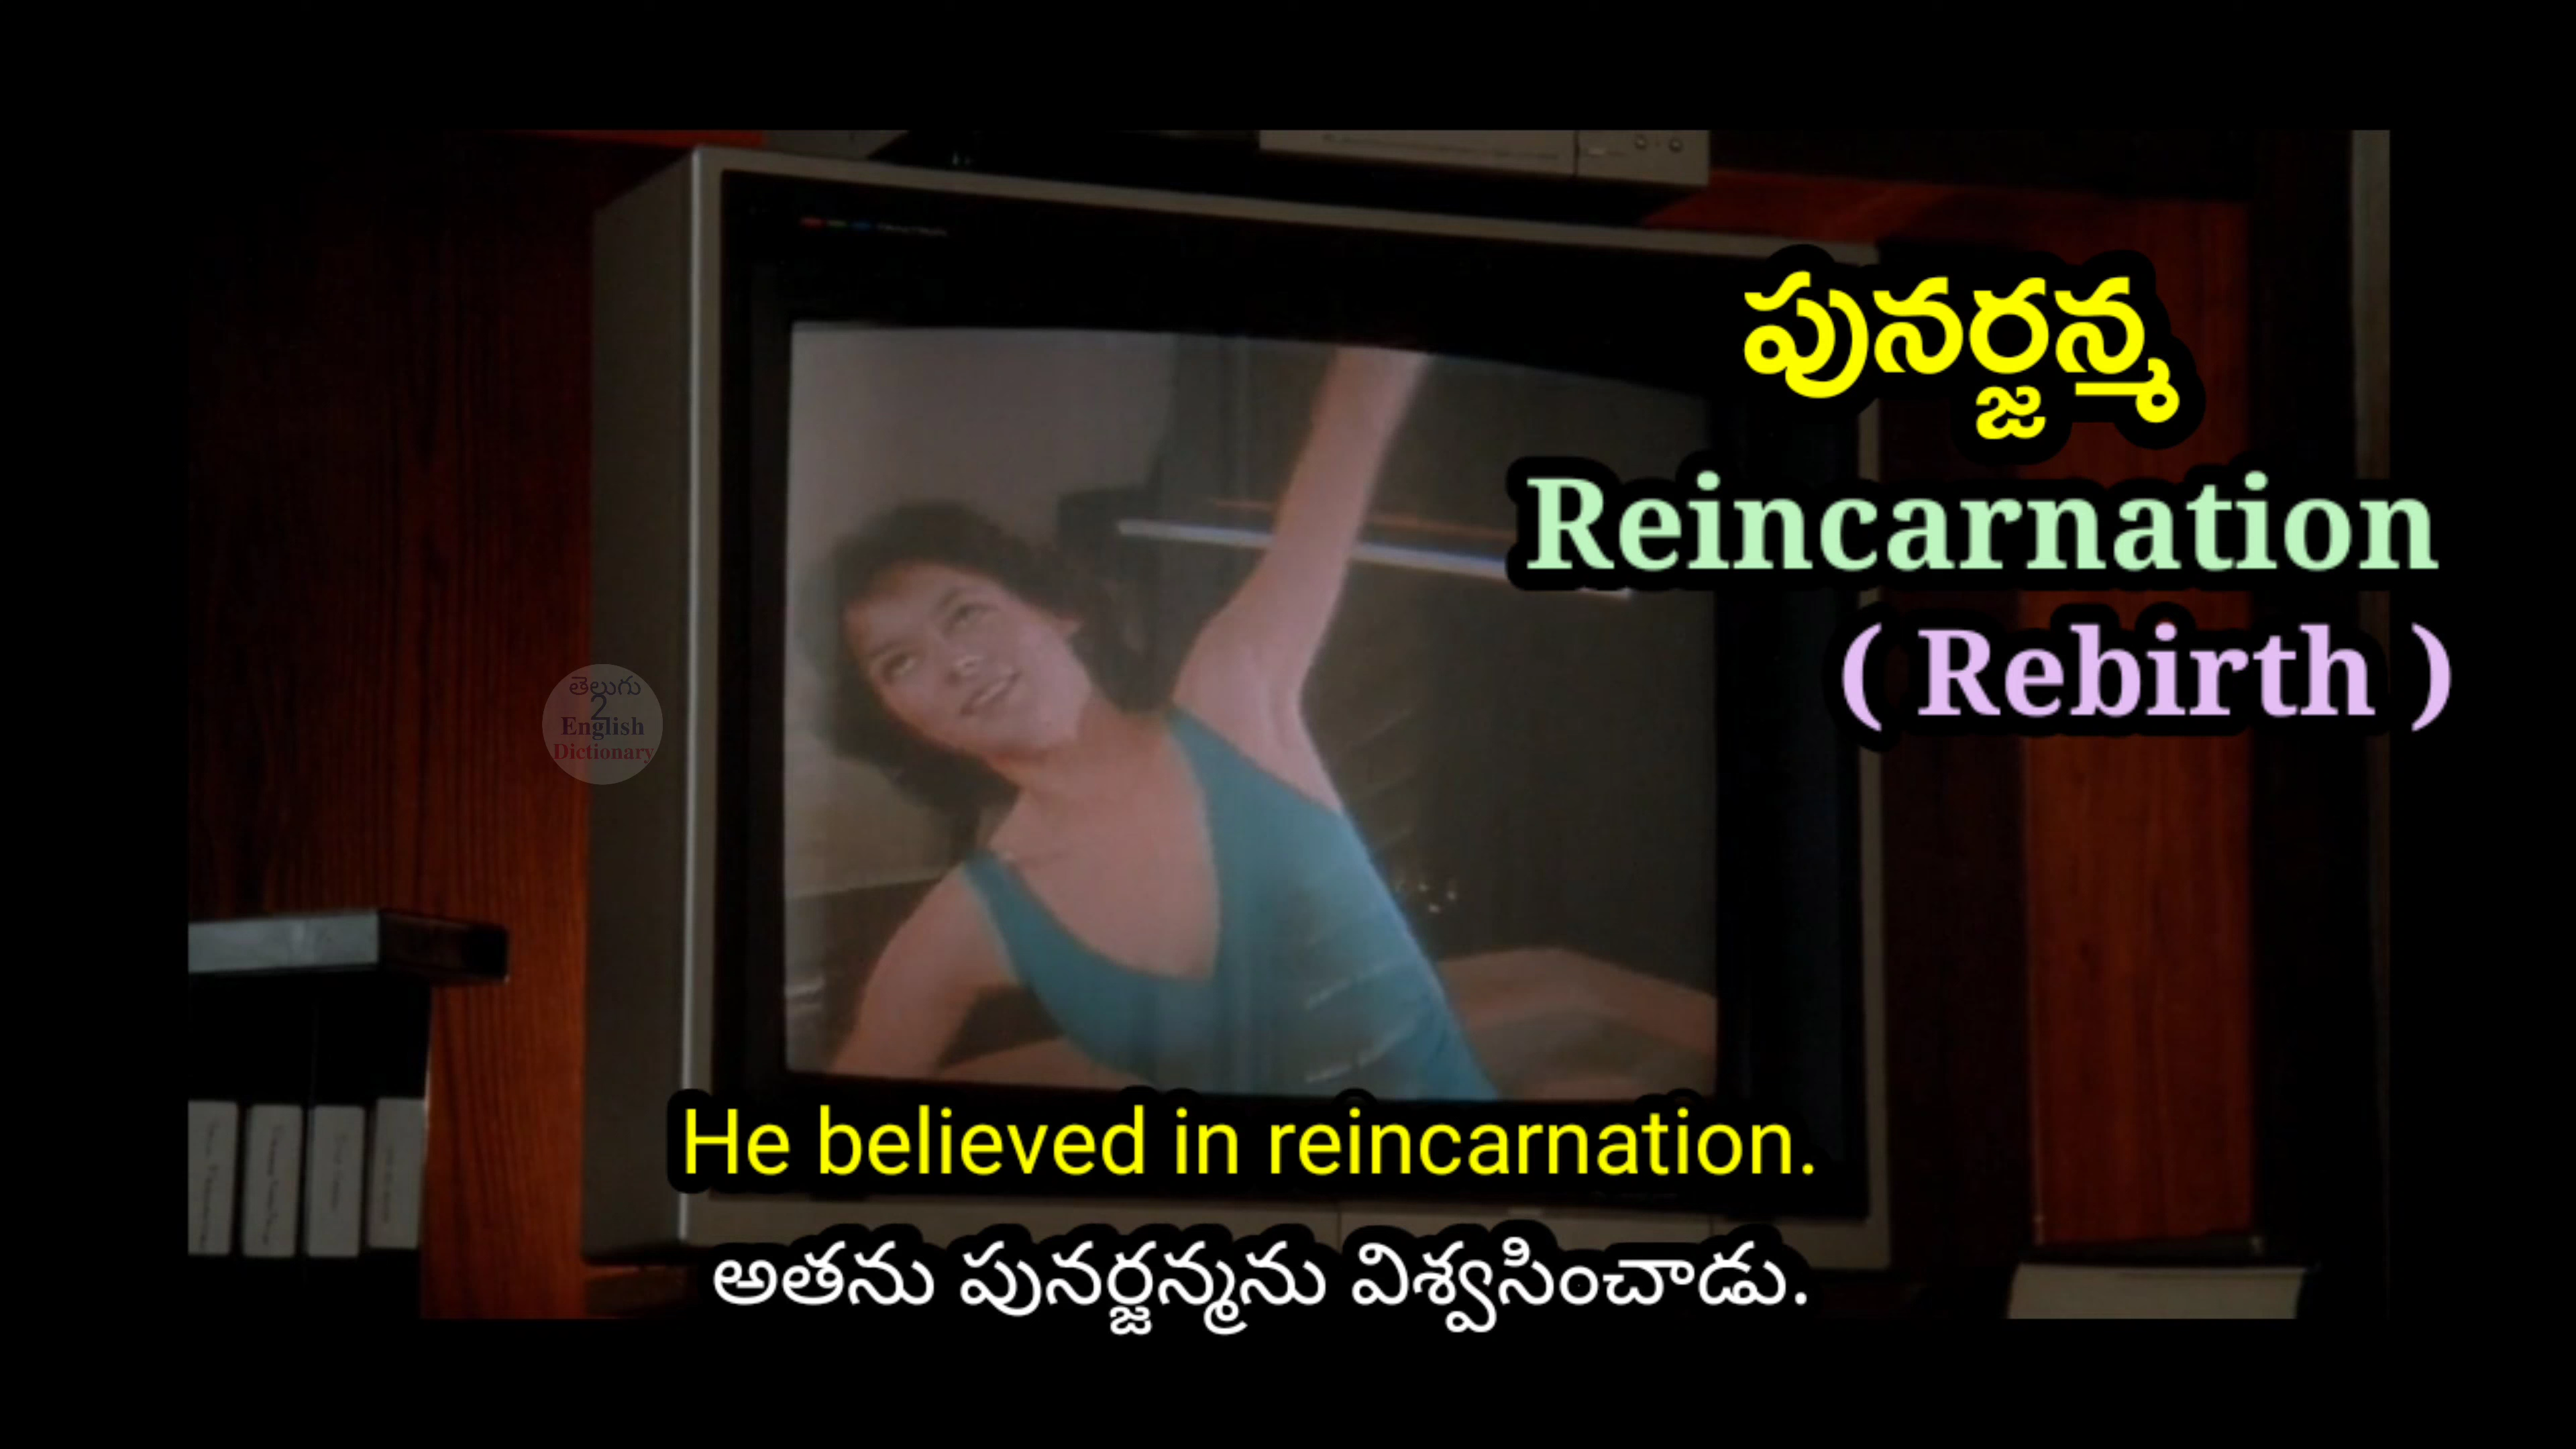 పునర్జన్మ
Reincarnation
( Rebirth )
తెలుగు
2
English
Dictionary
He believed in reincarnation.
అతను పునర్జన్మను విశ్వసించాడు.